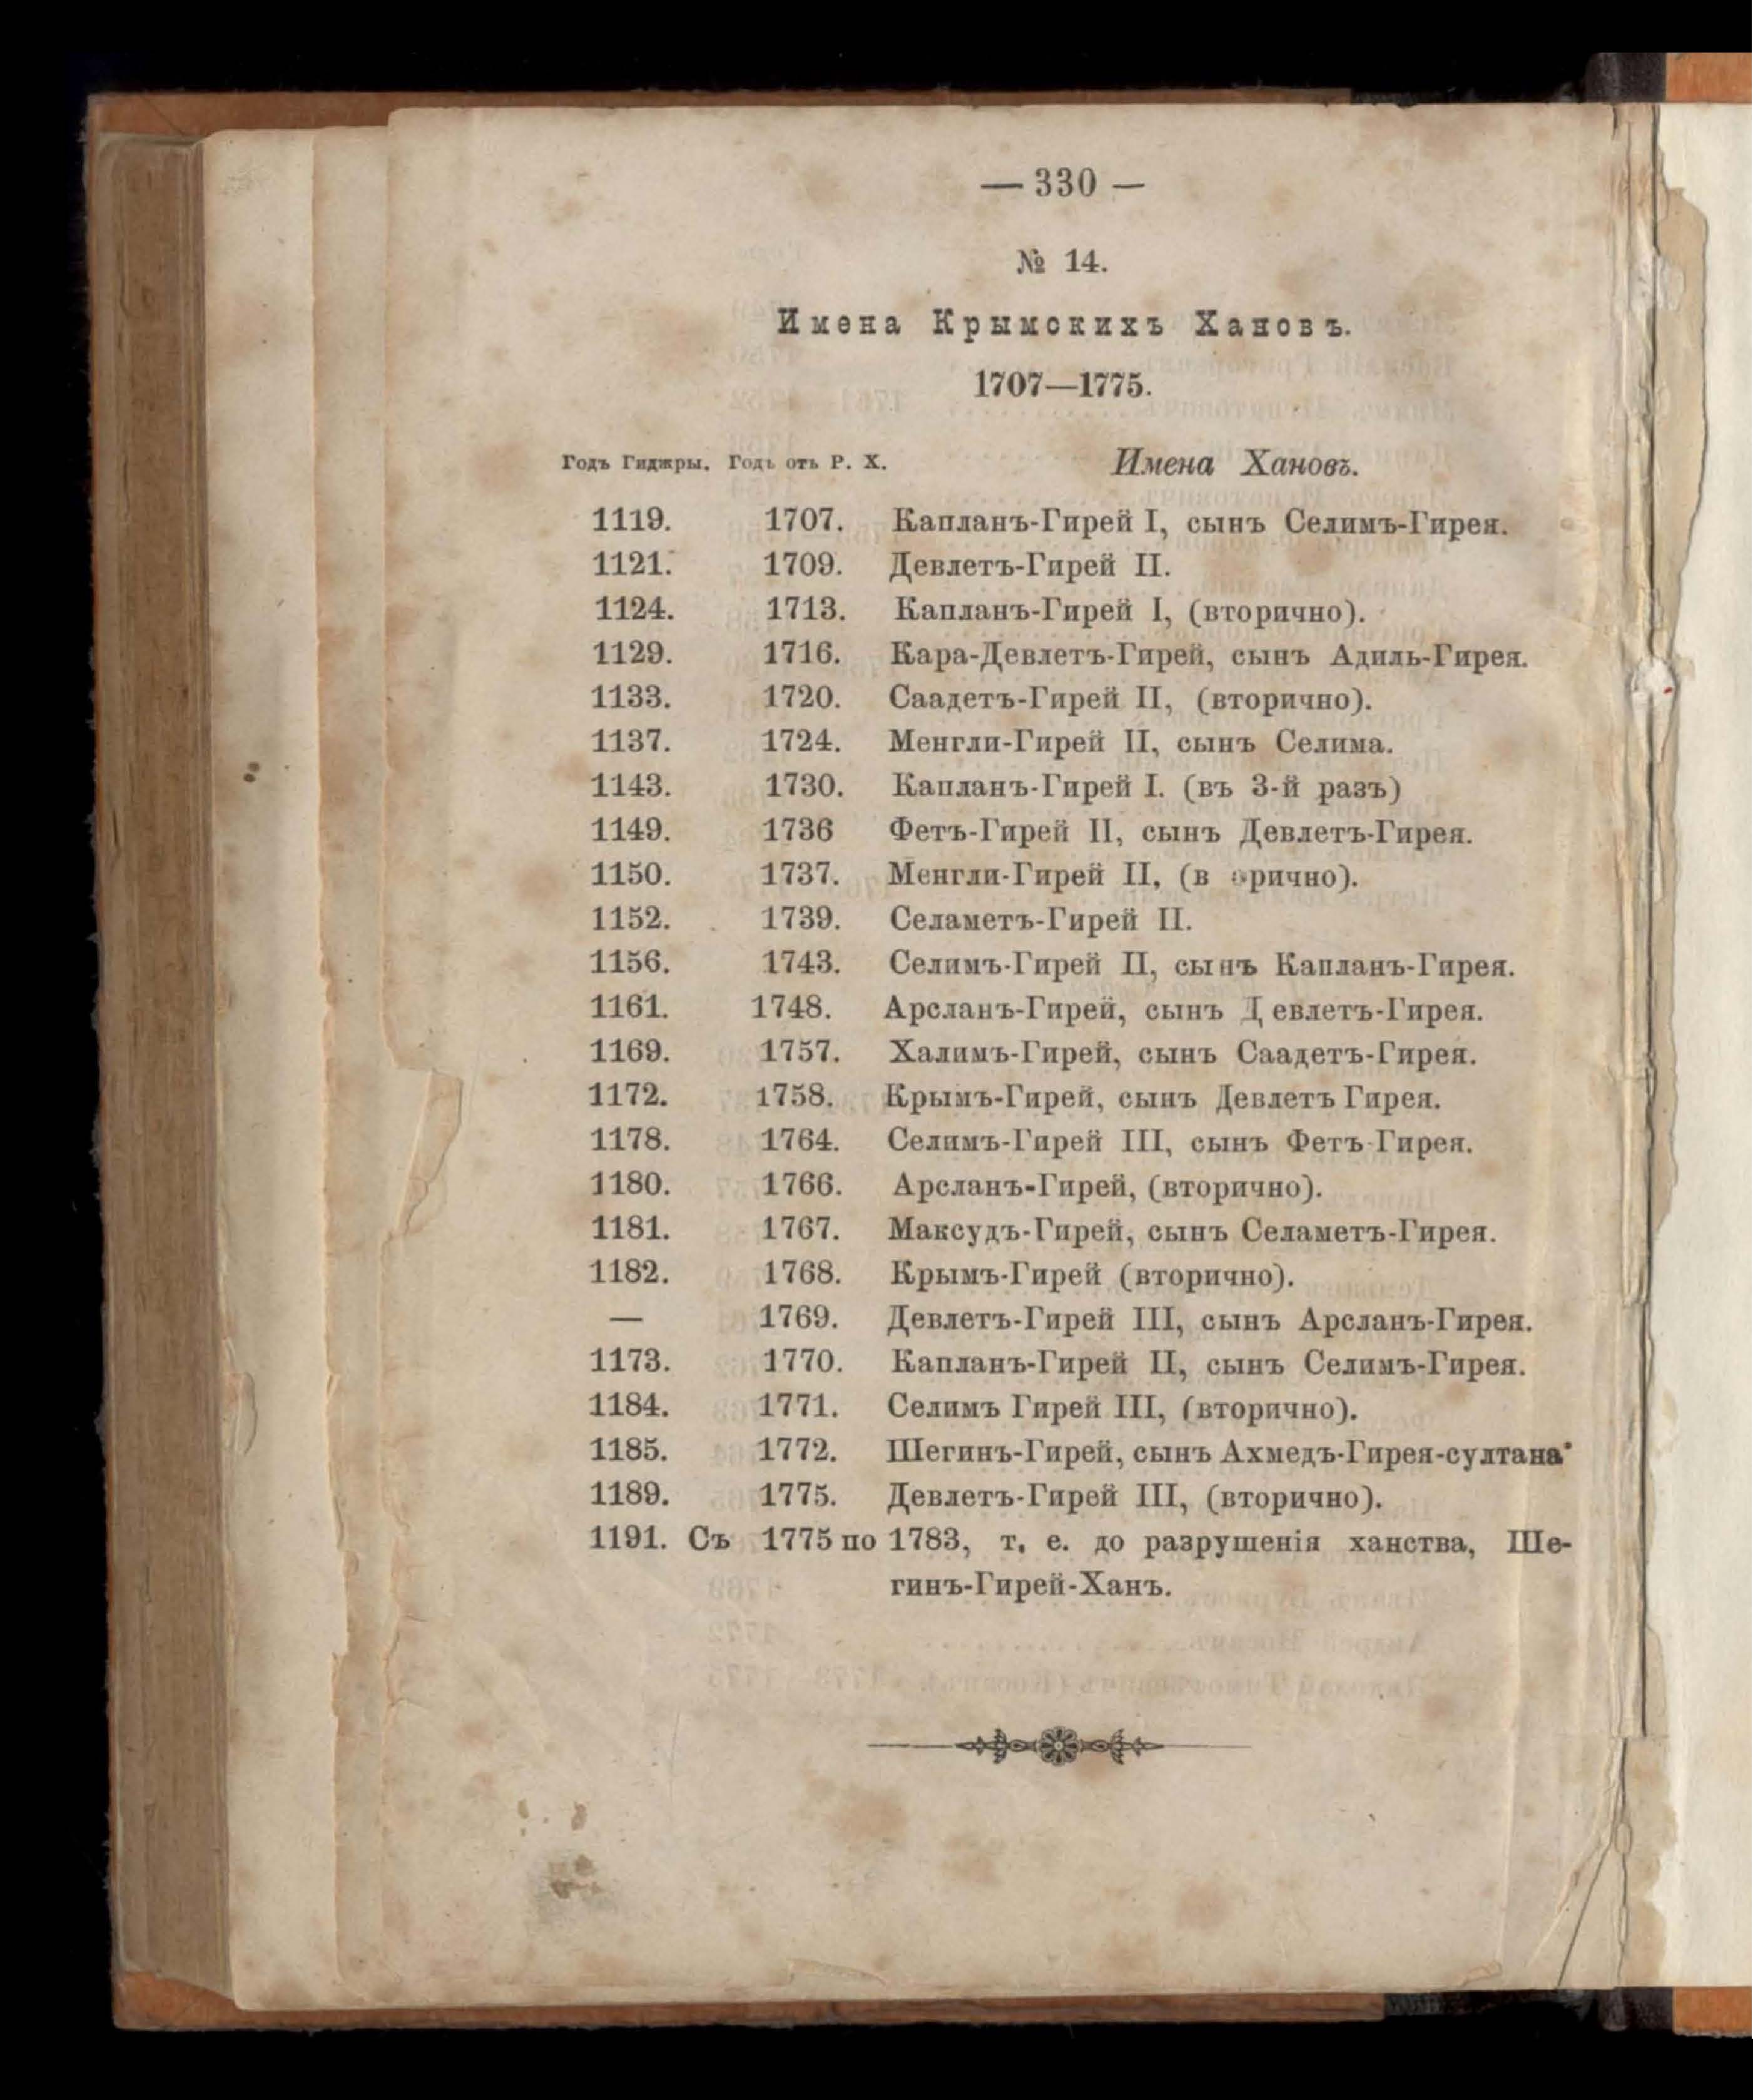 — 330 —
№ 14.
Имена Крымскихъ Хановъ.
1707—1775.
Годъ Гиджры. Годъ отъ Р. Х. Имена Хановъ.
1119. 1707. Капланъ-Гирей I, сынъ Селимъ-Гирея.
1121. 1709. Девлетъ-Гирей II.
1124. 1713. Капланъ-Гирей I, (вторично).
1129. 1716. Кара-Девлетъ-Гирей, сынъ Адиль-Гирея.
1133. 1720. Саадетъ-Гирей II, (вторично).
1137. 1724. Менгли-Гирей II, сынъ Селима.
1143. 1730. Капланъ-Гирей I. (въ 3-й разъ)
1149. 1736 Фетъ-Гирей II, сынъ Девлетъ-Гирея.
1150. 1737. Менгли-Гирей II, (в орично).
1152. 1739. Селаметъ-Гирей II.
1156. 1743. Селимъ-Гирей II, сынъ Капланъ-Гирея.
1161. 1748. Арсланъ-Гирей, сынъ Девлетъ-Гирея.
1169. 1757. Халимъ-Гирей, сынъ Саадетъ-Гирея.
1172. 1758. Крымъ-Гирей, сынъ Девлетъ Гирея.
1178. 1764. Селимъ-Гирей III, сынъ Фетъ-Гирея.
1180. 1766. Арсланъ-Гирей, (вторично).
1181. 1767. Максудъ-Гирей, сынъ Селаметъ-Гирея.
1182. 1768. Крымъ-Гирей (вторично).
— 1769. Девлетъ-Гирей III, сынъ Арсланъ-Гирея.
1173. 1770. Капланъ-Гирей II, сынъ Селимъ-Гирея.
1184. 1771. Селимъ Гирей III, (вторично).
1185. 1772. Шегинъ-Гирей, сынъ Ахмедъ-Гирея-султана.
1189. 1775. Девлетъ-Гирей III, (вторично).
1191. Съ 1775 по 1783, т. е. до разрушенія ханства, Ше-
гинъ-Гирей-Ханъ.